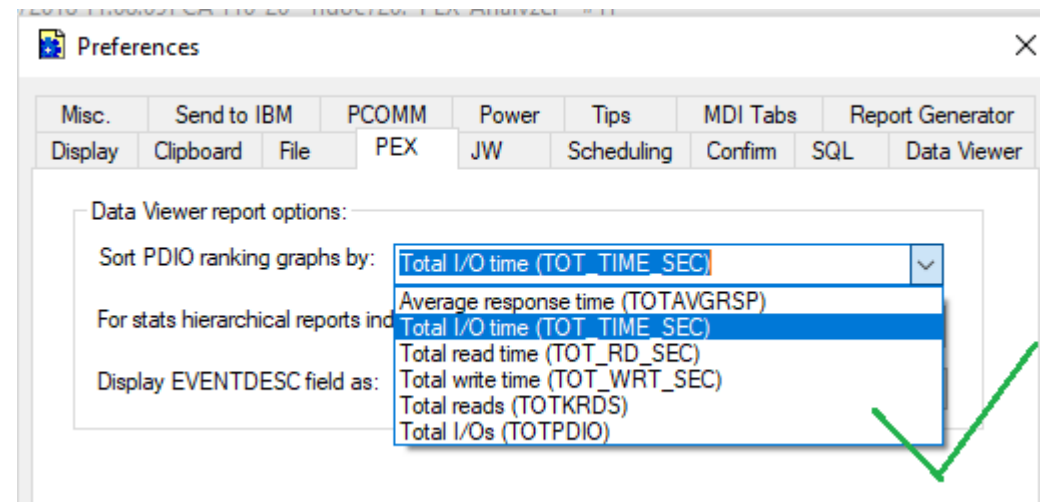 Preferences
Misc. Send to IBM PCOMM Power Tips MDI Tabs Report Generator
Display Clipboard File PEX JW Scheduling Confirm SQL Data Viewer
Data Viewer report options:
Sort PDIO ranking graphs by: Total I/O time (TOT_TIME_SEC)
Average response time (TOTAVGRSP)
For stats hierarchical reports ind
Total I/O time (TOT_TIME_SEC)
Total read time (TOT_RD_SEC)
Display EVENTDESC field as:
Total write time (TOT_WRT_SEC)
Total reads (TOTKRDS)
Total I/Os (TOTPDIO)